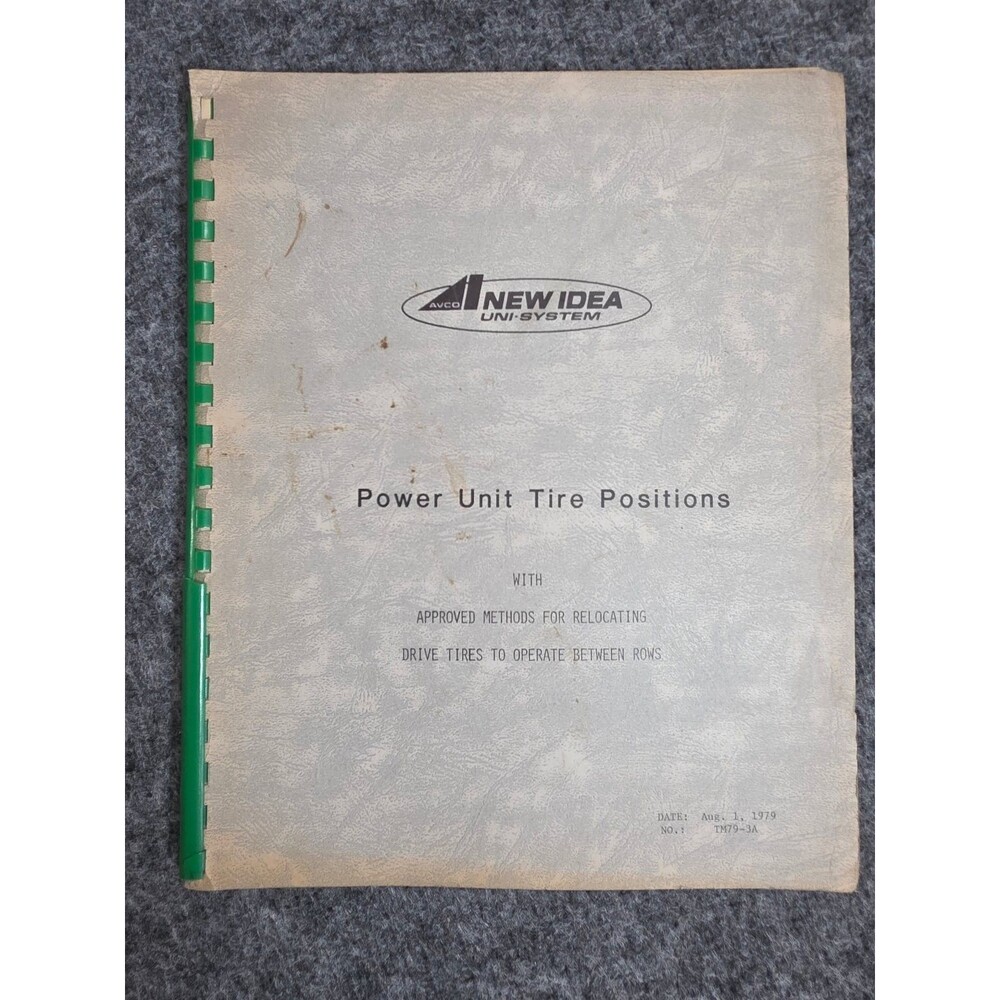 AVCO NEW IDEA
UNI-SYSTEM
Power Unit Tire Positions
WITH
APPROVED METHODS FOR RELOCATING
DRIVE TIRES TO OPERATE BETWEEN ROWS
DATE: Aug. 1, 1979
NO.: TM79-3A